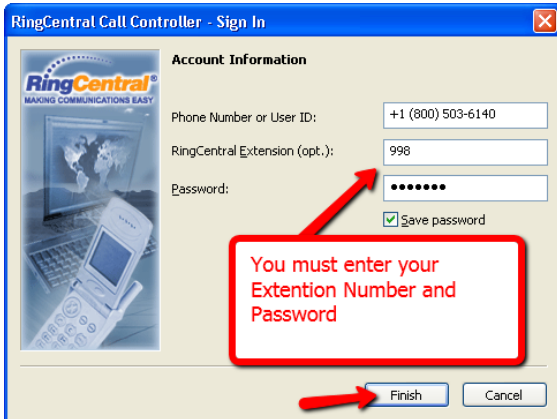 RingCentral Call Controller - Sign In
RingCentral®
MAKING COMMUNICATIONS EASY
Account Information
Phone Number or User ID: +1 (800) 503-6140
RingCentral Extension (opt.): 998
Password: ●●●●●●●
Save password
You must enter your
Extention Number and
Password
Finish Cancel